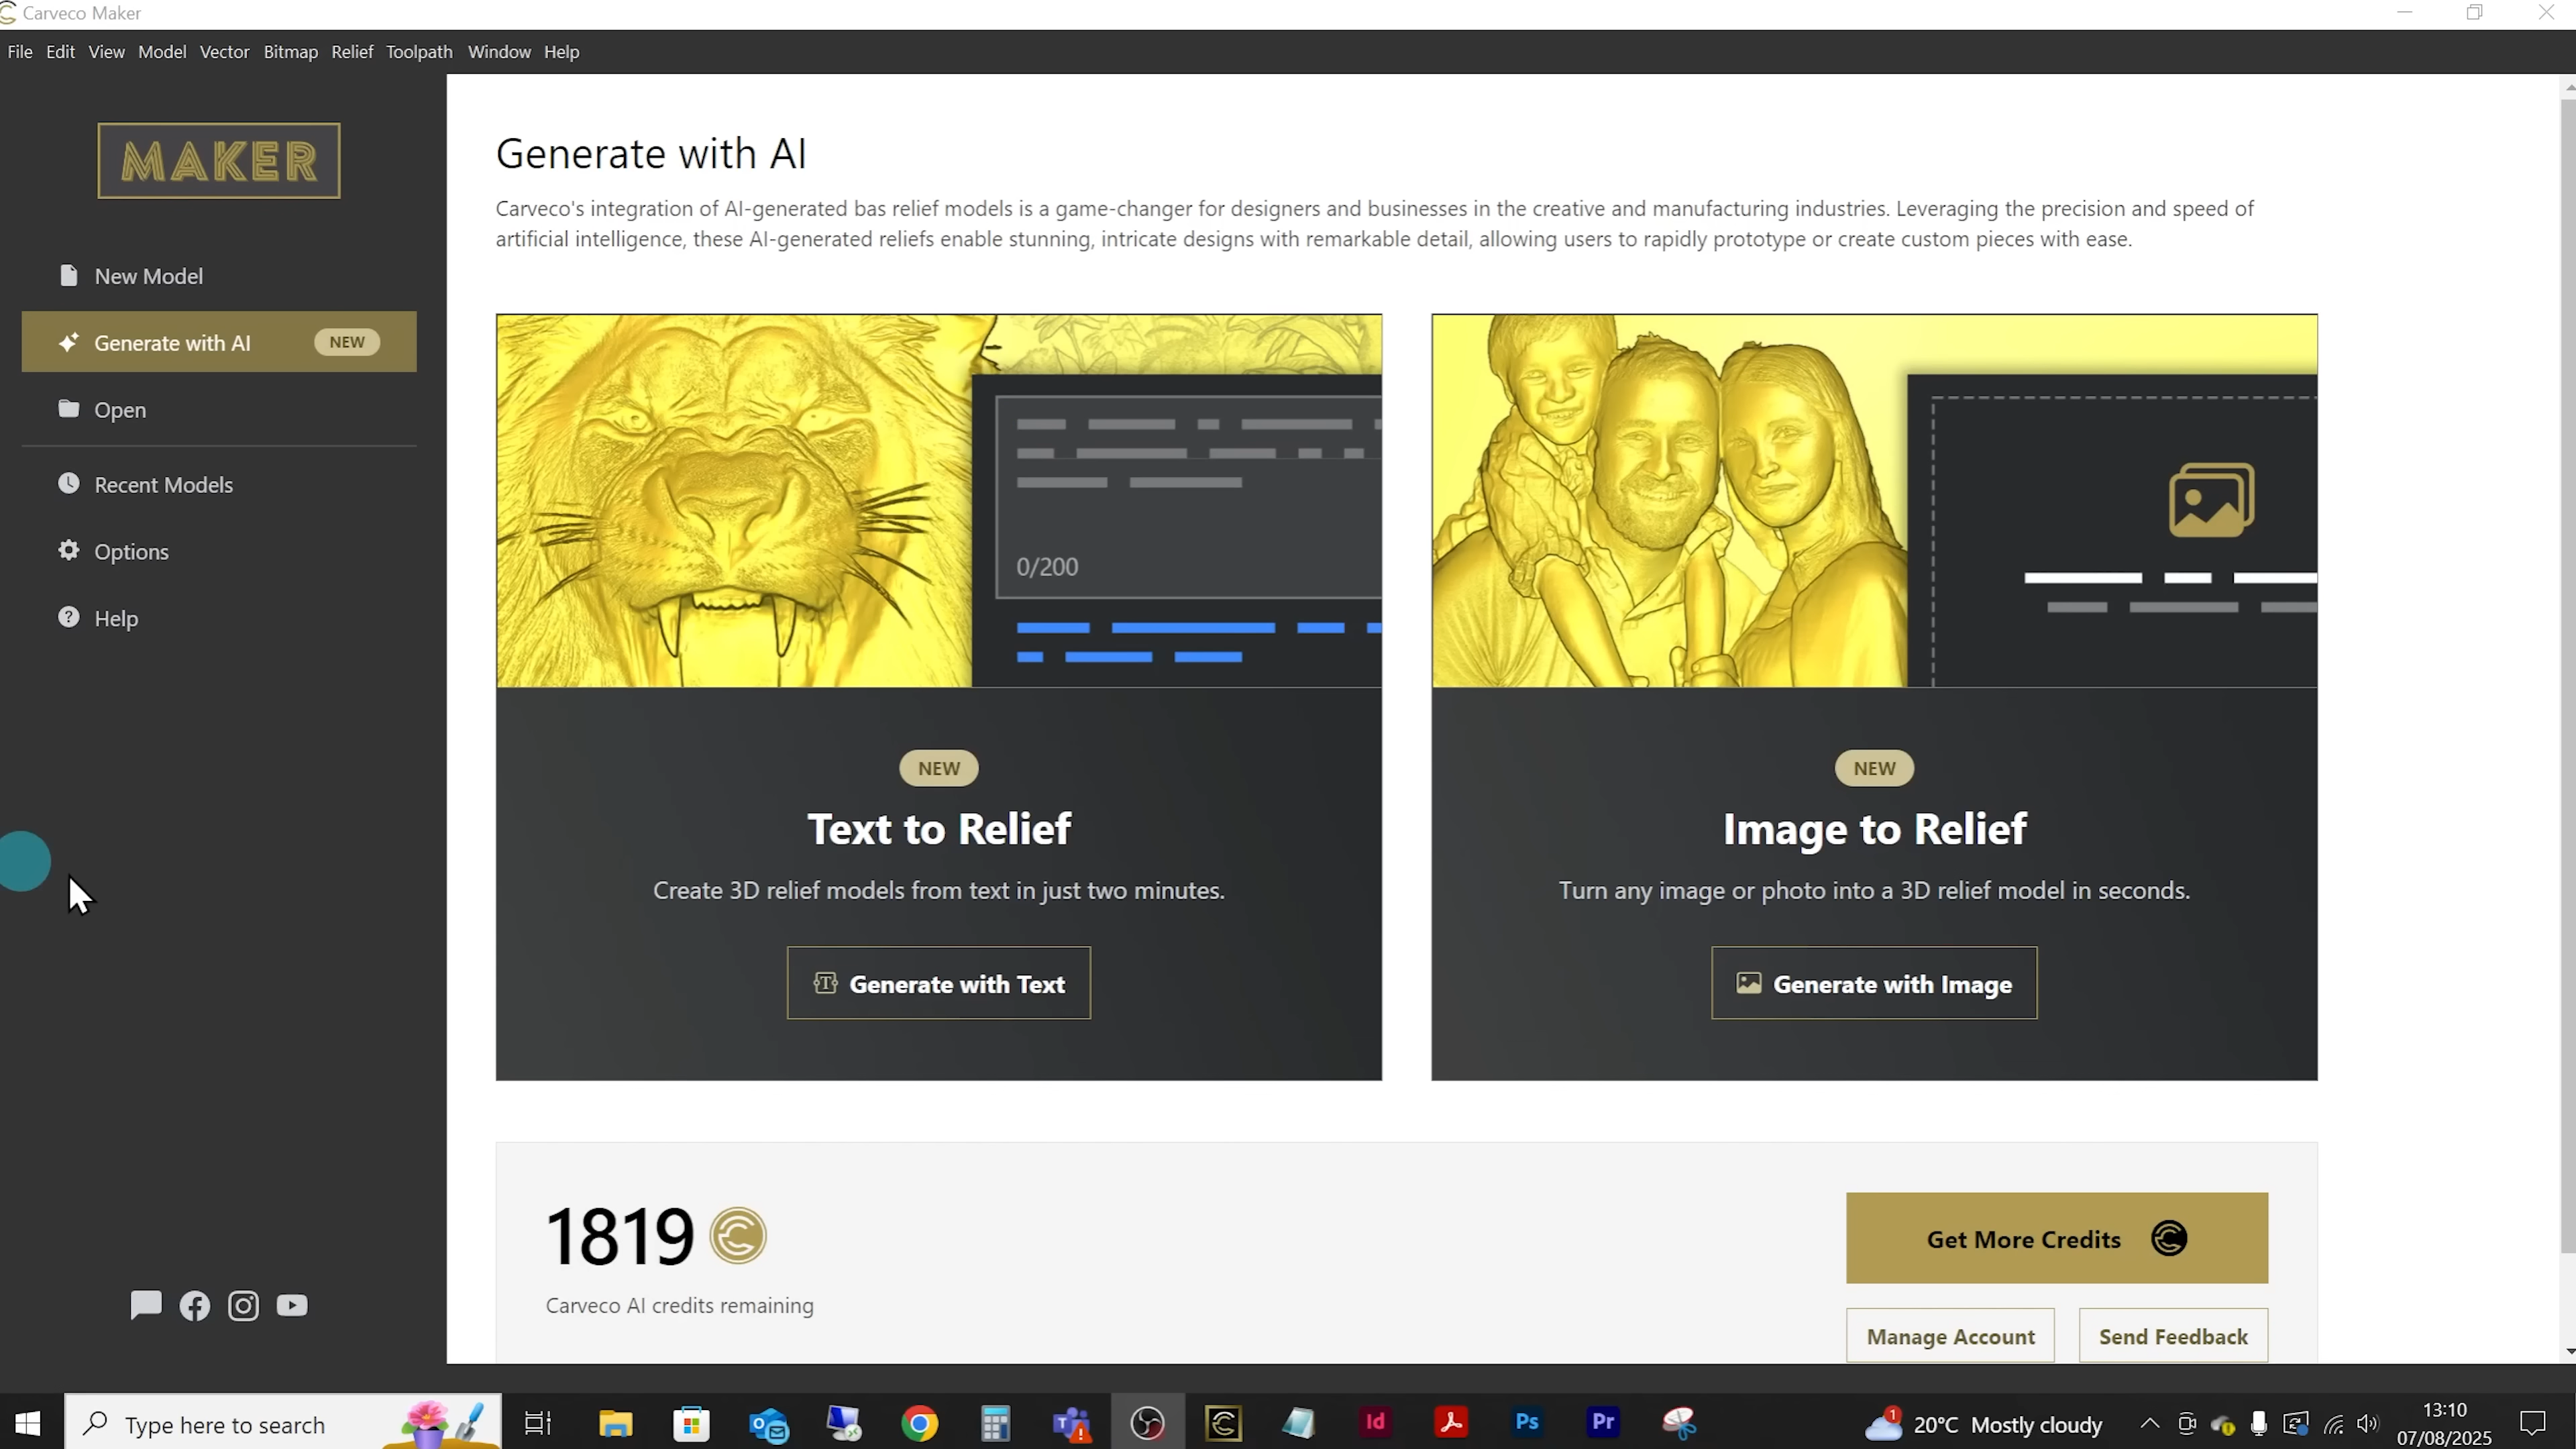 Carveco Maker
File Edit View Model Vector Bitmap Relief Toolpath Window Help
MAKER
New Model
Generate with AI NEW
Open
Recent Models
Options
Help
Generate with AI
Carveco's integration of AI-generated bas relief models is a game-changer for designers and businesses in the creative and manufacturing industries. Leveraging the precision and speed of
artificial intelligence, these AI-generated reliefs enable stunning, intricate designs with remarkable detail, allowing users to rapidly prototype or create custom pieces with ease.
0/200
NEW
Text to Relief
Create 3D relief models from text in just two minutes.
Generate with Text
NEW
Image to Relief
Turn any image or photo into a 3D relief model in seconds.
Generate with Image
1819
Carveco AI credits remaining
Get More Credits
Manage Account Send Feedback
Type here to search
Id
Ps
Pr
1
20°C Mostly cloudy
13:10
07/08/2025